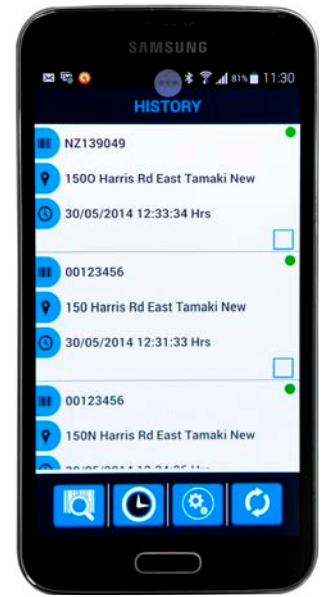 SAMSUNG
81% 11:30
HISTORY
NZ139049
150O Harris Rd East Tamaki New
30/05/2014 12:33:34 Hrs
00123456
150 Harris Rd East Tamaki New
30/05/2014 12:31:33 Hrs
00123456
150N Harris Rd East Tamaki New